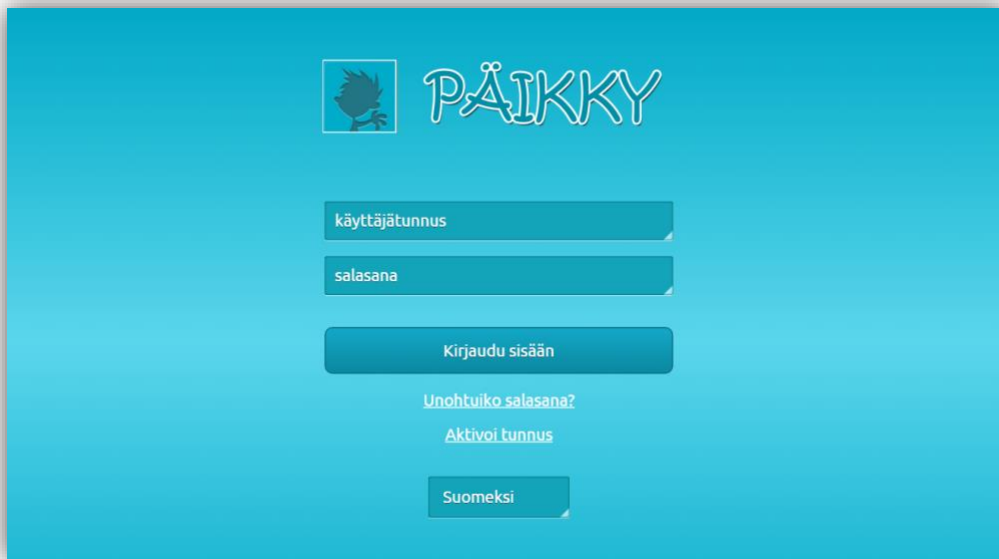 PÄIKKY
käyttäjätunnus
salasana
Kirjaudu sisään
Unohtuiko salasana?
Aktivoi tunnus
Suomeksi